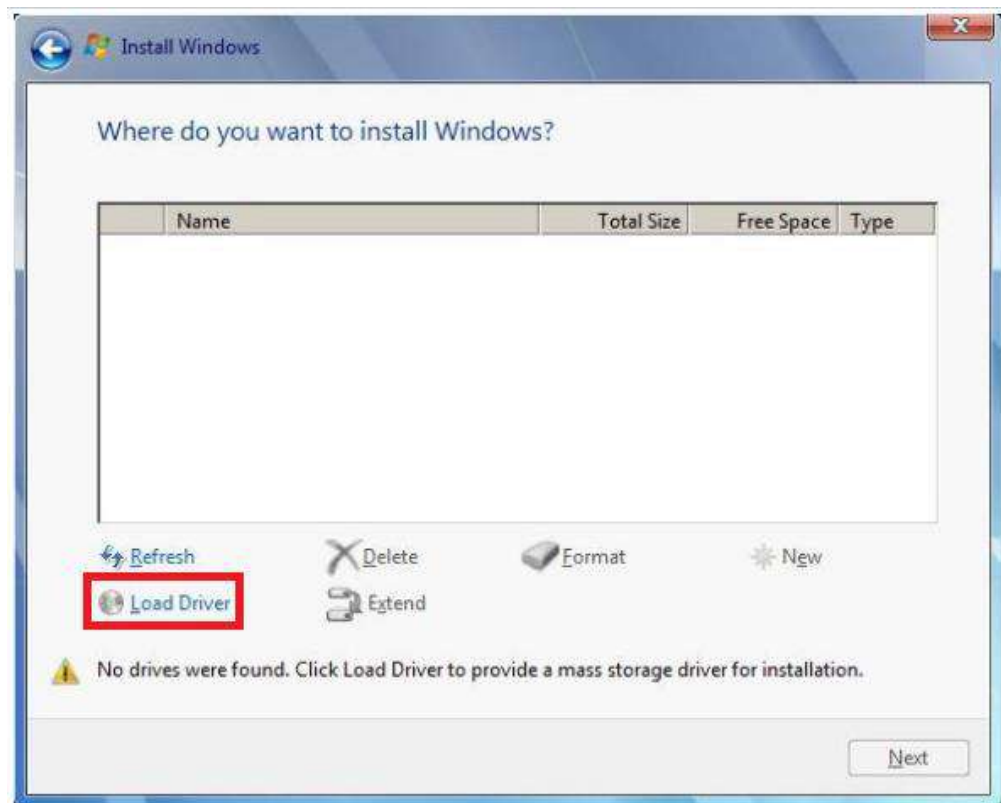 Install Windows
Where do you want to install Windows?
Name Total Size Free Space Type
Refresh Delete Format New
Load Driver Extend
No drives were found. Click Load Driver to provide a mass storage driver for installation.
Next